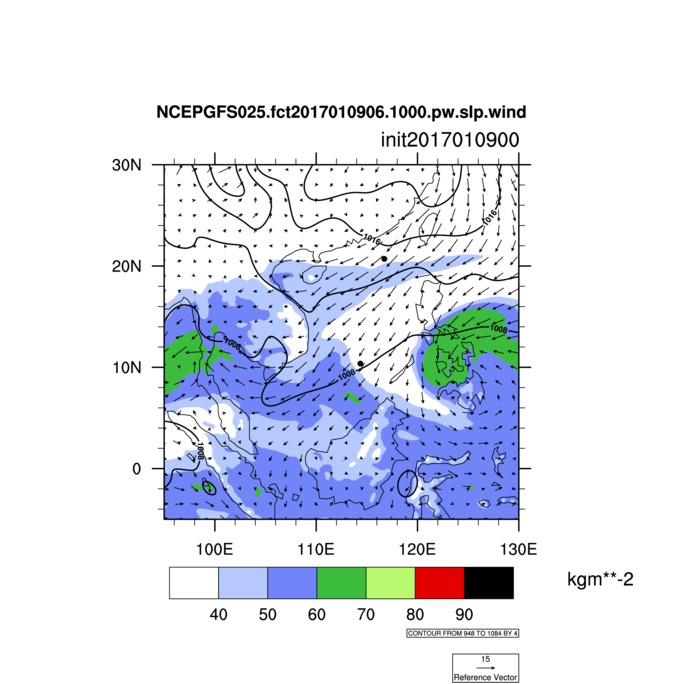 NCEPGFS025.fct2017010906.1000.pw.slp.wind
init2017010900
30N
20N
10N
0
1016
1016
1008
1008
1008
1008
100E 110E 120E 130E
kgm**-2
40 50 60 70 80 90
CONTOUR FROM 948 TO 1084 BY 4
15
Reference Vector